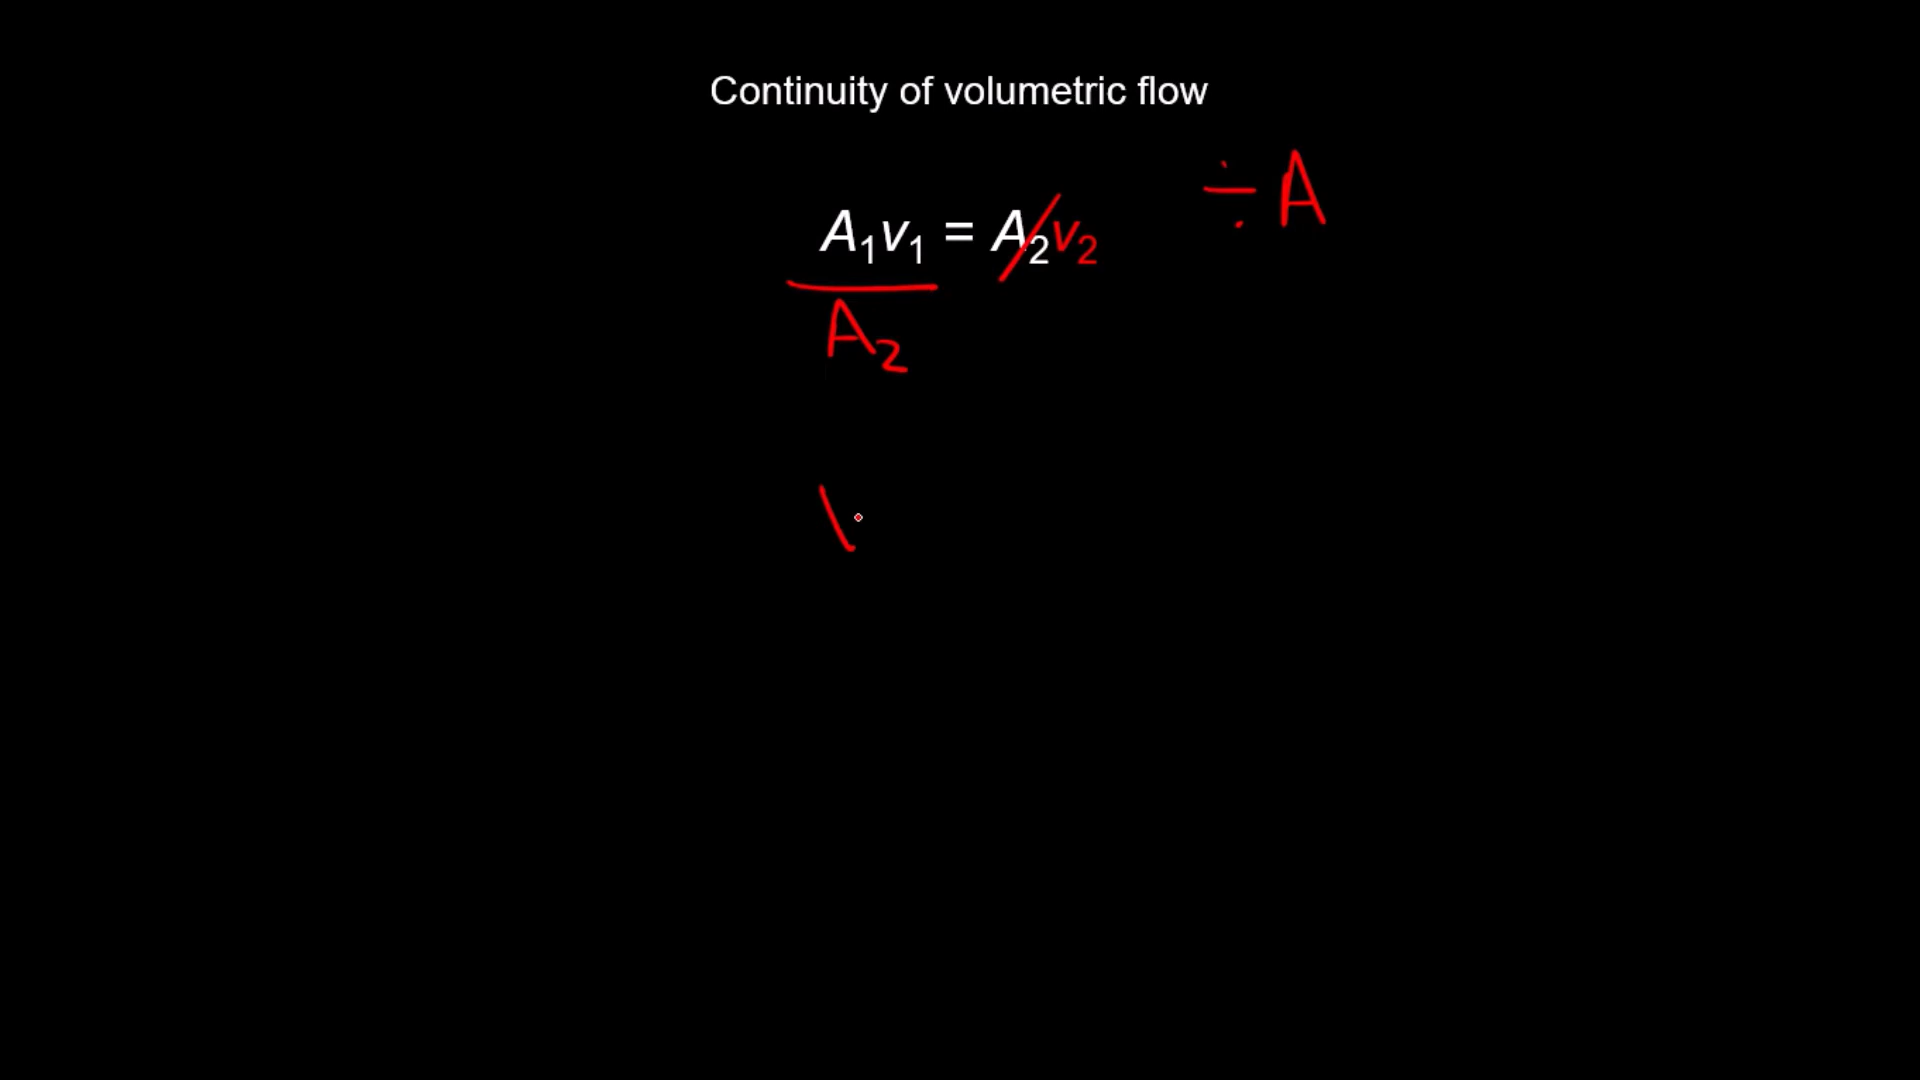 Continuity of volumetric flow
÷A
A₁v₁ = A₂v₂
A₂